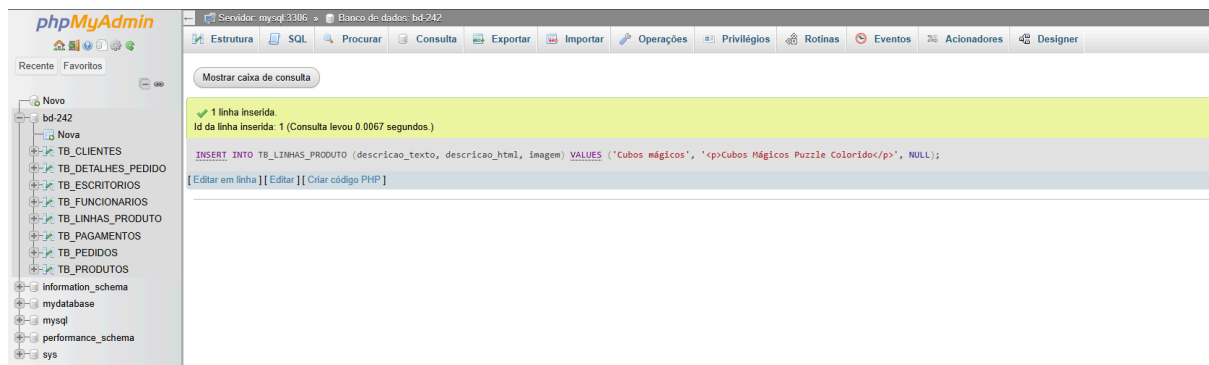 phpMyAdmin
Recente Favoritos
Novo
bd-242
Nova
TB_CLIENTES
TB_DETALHES_PEDIDO
TB_ESCRITORIOS
TB_FUNCIONARIOS
TB_LINHAS_PRODUTO
TB_PAGAMENTOS
TB_PEDIDOS
TB_PRODUTOS
information_schema
mydatabase
mysql
performance_schema
sys
Servidor: mysql:3306 » Banco de dados: bd-242
Estrutura SQL Procurar Consulta Exportar Importar Operações Privilégios Rotinas Eventos Acionadores Designer
Mostrar caixa de consulta
1 linha inserida.
Id da linha inserida: 1 (Consulta levou 0.0067 segundos.)
INSERT INTO TB_LINHAS_PRODUTO (descricao_texto, descricao_html, imagem) VALUES ('Cubos mágicos', '<p>Cubos Mágicos Puzzle Colorido</p>', NULL);
[ Editar em linha ] [ Editar ] [ Criar código PHP ]